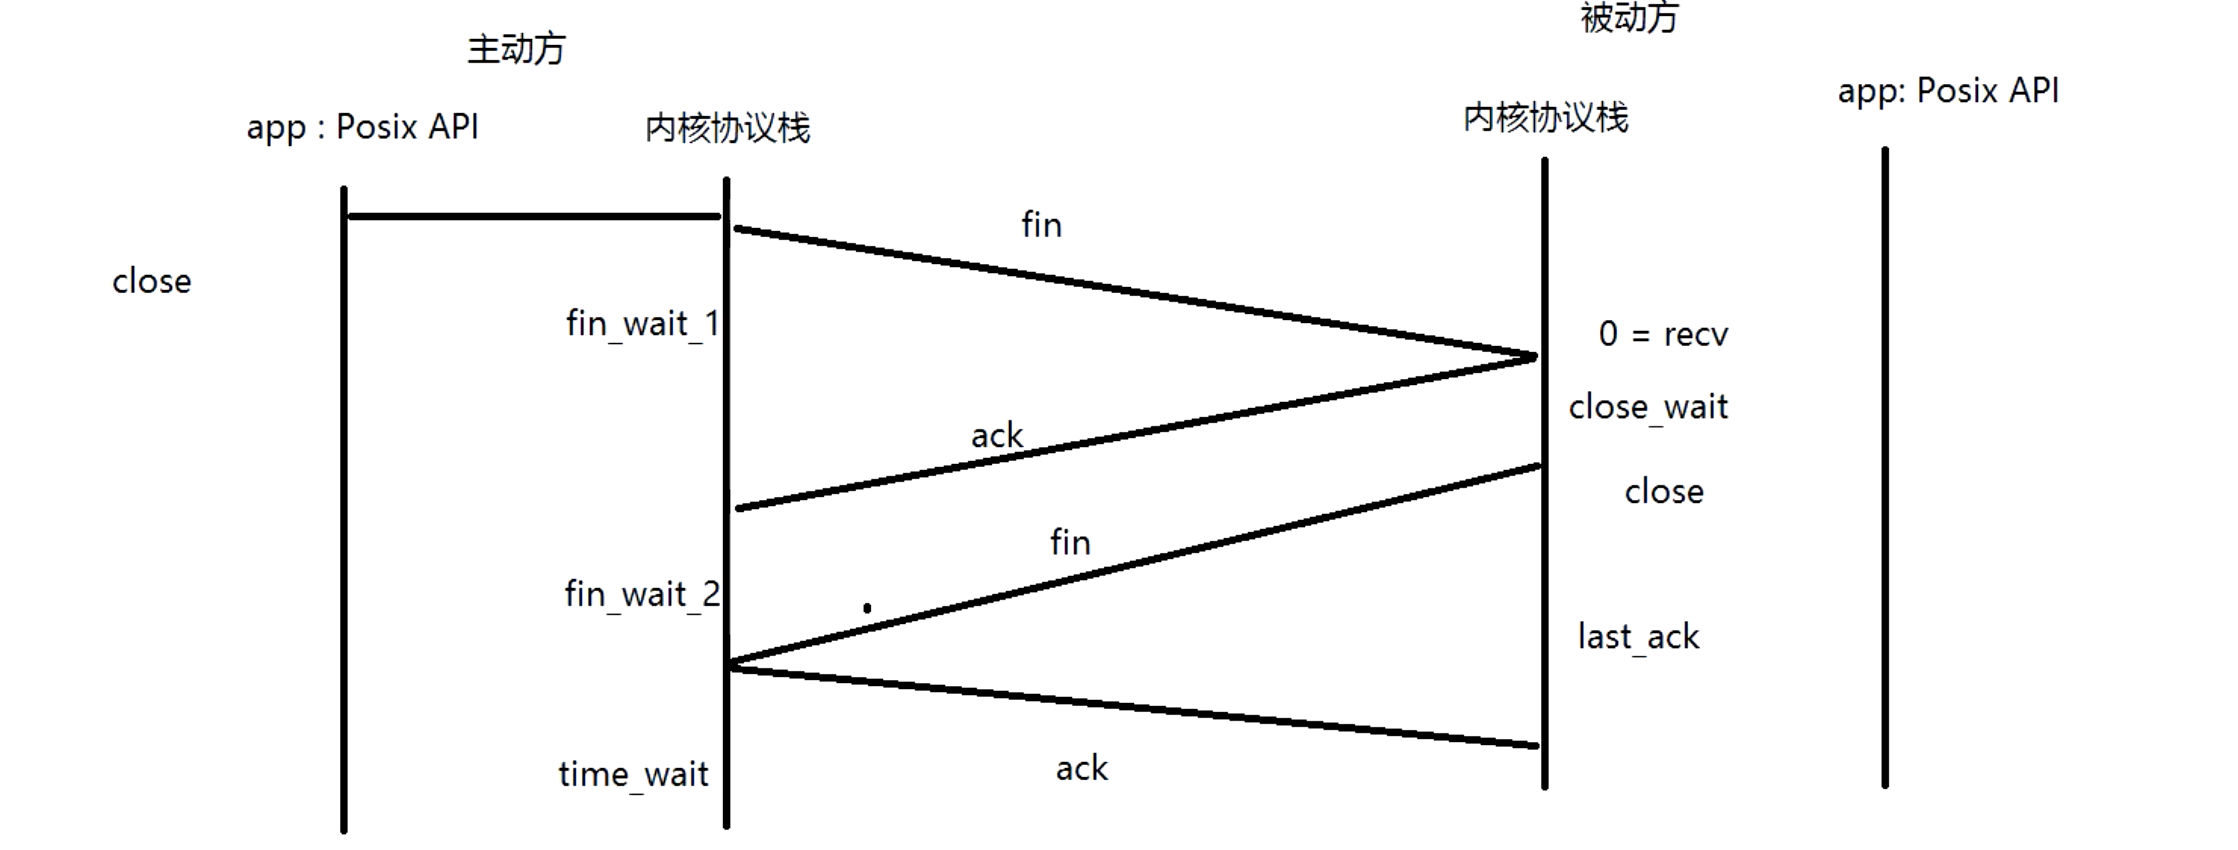 主动方
被动方
app : Posix API
内核协议栈
内核协议栈
app: Posix API
close
fin
fin_wait_1
0 = recv
ack
close_wait
close
fin
fin_wait_2
last_ack
time_wait
ack